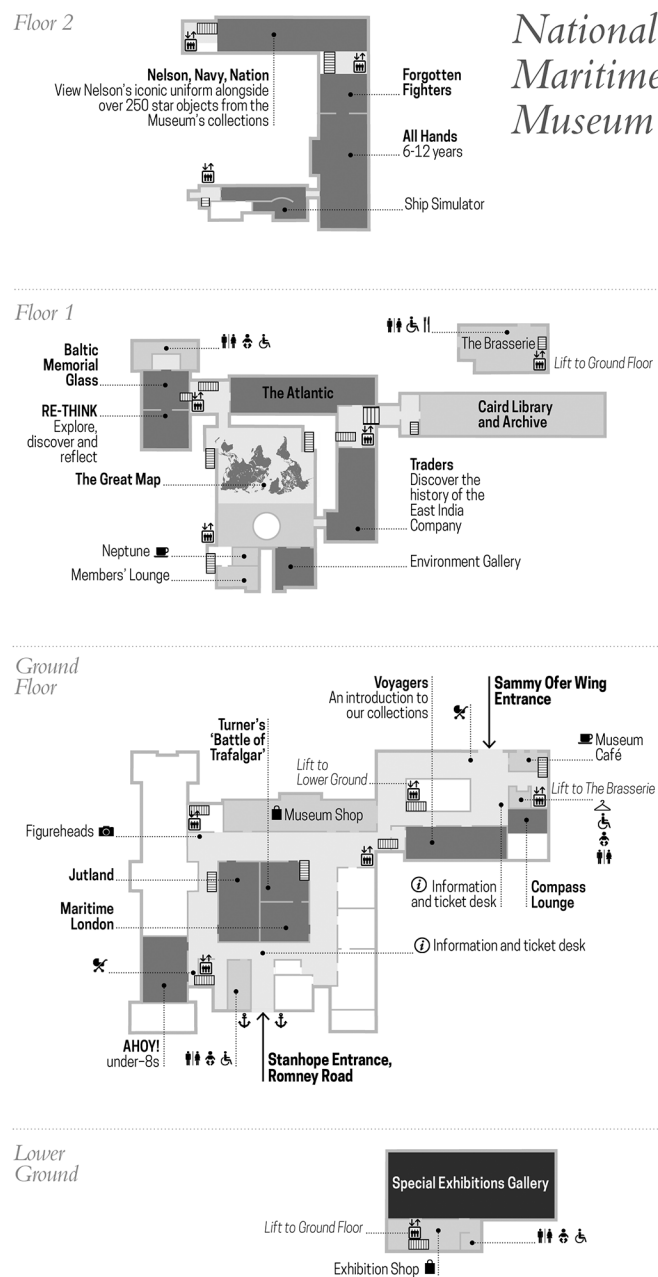 Floor 2
National
Maritime
Museum
Nelson, Navy, Nation
View Nelson's iconic uniform alongside
over 250 star objects from the
Museum's collections
Forgotten
Fighters
All Hands
6-12 years
Ship Simulator
Floor 1
Baltic
Memorial
Glass
RE-THINK
Explore,
discover and
reflect
The Great Map
Neptune
Members' Lounge
The Atlantic
The Brasserie
Lift to Ground Floor
Caird Library
and Archive
Traders
Discover the
history of the
East India
Company
Environment Gallery
Ground
Floor
Voyagers
An introduction to
our collections
Sammy Ofer Wing
Entrance
Turner's
'Battle of
Trafalgar'
Lift to
Lower Ground
Museum
Café
Lift to The Brasserie
Museum Shop
Figureheads
Jutland
Maritime
London
i Information
and ticket desk
Compass
Lounge
i Information and ticket desk
AHOY!
under-8s
Stanhope Entrance,
Romney Road
Lower
Ground
Special Exhibitions Gallery
Lift to Ground Floor
Exhibition Shop